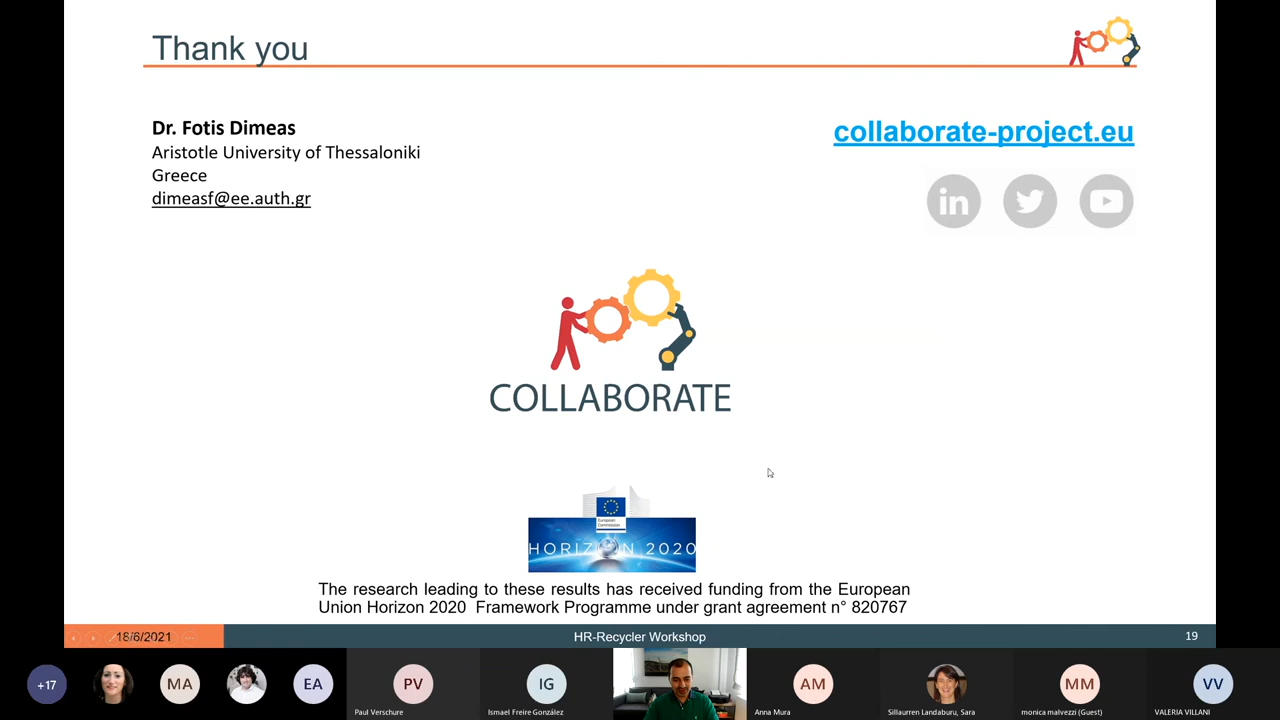 Thank you
Dr. Fotis Dimeas
Aristotle University of Thessaloniki
Greece
dimeasf@ee.auth.gr
collaborate-project.eu
in
COLLABORATE
European
Commission
HORIZON 2020
The research leading to these results has received funding from the European
Union Horizon 2020 Framework Programme under grant agreement n° 820767
18/6/2021
HR-Recycler Workshop
19
+17
MA
EA
PV
Paul Verschure
IG
Ismael Freire González
AM
Anna Mura
Sillaurren Landaburu, Sara
MM
monica malvezzi (Guest)
VV
VALERIA VILLANI